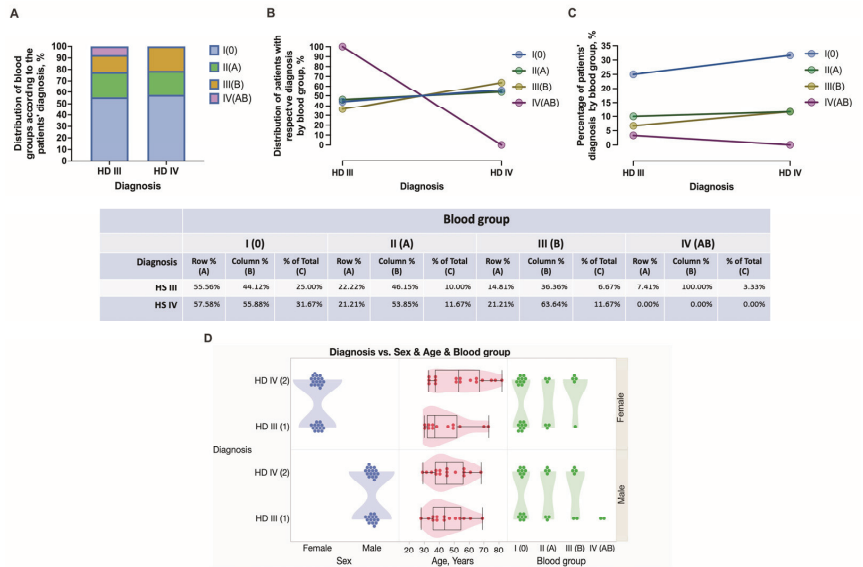 A
Distribution of blood
groups according to the
patients' diagnosis, %
100
90
80
70
60
50
40
30
20
10
0
HD III HD IV
Diagnosis
I(0)
II(A)
III(B)
IV(AB)
B
Distribution of patients with
respective diagnosis
by blood group, %
100
90
80
70
60
50
40
30
20
10
0
HD III HD IV
Diagnosis
I(0)
II(A)
III(B)
IV(AB)
C
Percentage of patients'
diagnosis by blood group, %
35
30
25
20
15
10
5
0
HD III HD IV
Diagnosis
I(0)
II(A)
III(B)
IV(AB)
Blood group
I (0) II (A) III (B) IV (AB)
Diagnosis Row % (A) Column % (B) % of Total (C) Row % (A) Column % (B) % of Total (C) Row % (A) Column % (B) % of Total (C) Row % (A) Column % (B) % of Total (C)
HS III 55.56% 44.12% 25.00% 22.22% 46.15% 10.00% 14.81% 36.36% 6.67% 7.41% 100.00% 3.33%
HS IV 57.58% 55.88% 31.67% 21.21% 53.85% 11.67% 21.21% 63.64% 11.67% 0.00% 0.00% 0.00%
D
Diagnosis vs. Sex & Age & Blood group
HD IV (2)
HD III (1)
Female
Diagnosis
HD IV (2)
HD III (1)
Male
Female Male
Sex
20 30 40 50 60 70 80
Age, Years
I (0) II (A) III (B) IV (AB)
Blood group